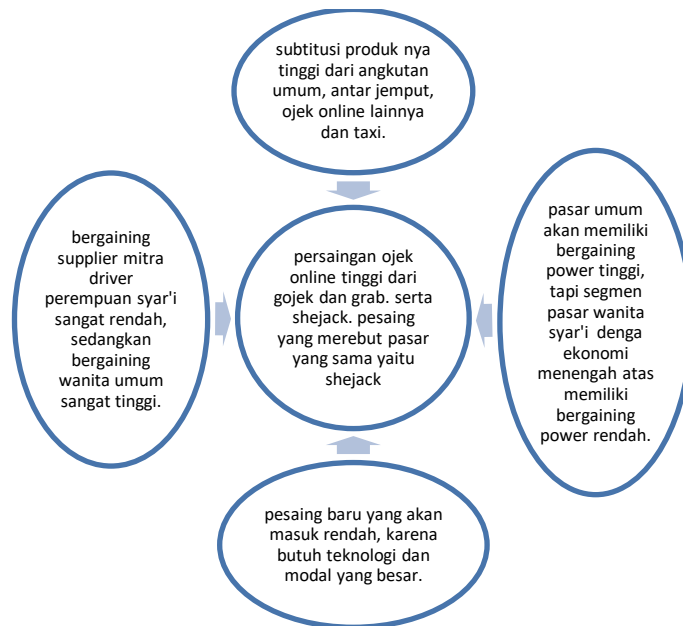 subtitusi produk nya
tinggi dari angkutan
umum, antar jemput,
ojek online lainnya
dan taxi.
bergaining
supplier mitra
driver
perempuan syar'i
sangat rendah,
sedangkan
bergaining
wanita umum
sangat tinggi.
persaingan ojek
online tinggi dari
gojek dan grab. serta
shejack. pesaing
yang merebut pasar
yang sama yaitu
shejack
pasar umum
akan memiliki
bergaining
power tinggi,
tapi segmen
pasar wanita
syar'i denga
ekonomi
menengah atas
memiliki
bergaining
power rendah.
pesaing baru yang akan
masuk rendah, karena
butuh teknologi dan
modal yang besar.